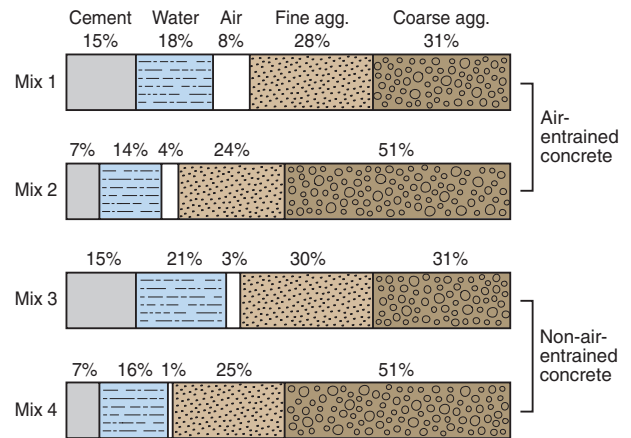 Cement Water Air Fine agg. Coarse agg.
15% 18% 8% 28% 31%
Mix 1
7% 14% 4% 24% 51%
Mix 2
Air-
entrained
concrete
15% 21% 3% 30% 31%
Mix 3
7% 16% 1% 25% 51%
Mix 4
Non-air-
entrained
concrete